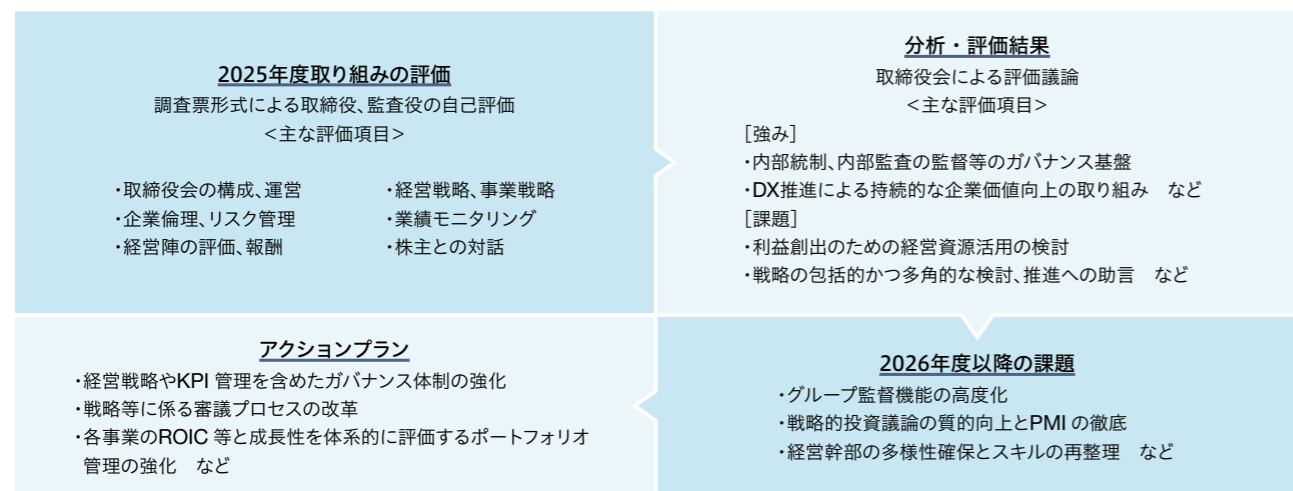 2025年度取り組みの評価
調査票形式による取締役、監査役の自己評価
<主な評価項目>
・取締役会の構成、運営
・企業倫理、リスク管理
・経営陣の評価、報酬
・経営戦略、事業戦略
・業績モニタリング
・株主との対話
分析・評価結果
取締役会による評価議論
<主な評価項目>
［強み］
・内部統制、内部監査の監督等のガバナンス基盤
・DX推進による持続的な企業価値向上の取り組み　など
［課題］
・利益創出のための経営資源活用の検討
・戦略の包括的かつ多角的な検討、推進への助言　など
2026年度以降の課題
・グループ監督機能の高度化
・戦略的投資議論の質的向上とPMI の徹底
・経営幹部の多様性確保とスキルの再整理　など
アクションプラン
・経営戦略やKPI 管理を含めたガバナンス体制の強化
・戦略等に係る審議プロセスの改革
・各事業のROIC 等と成長性を体系的に評価するポートフォリオ
管理の強化　など